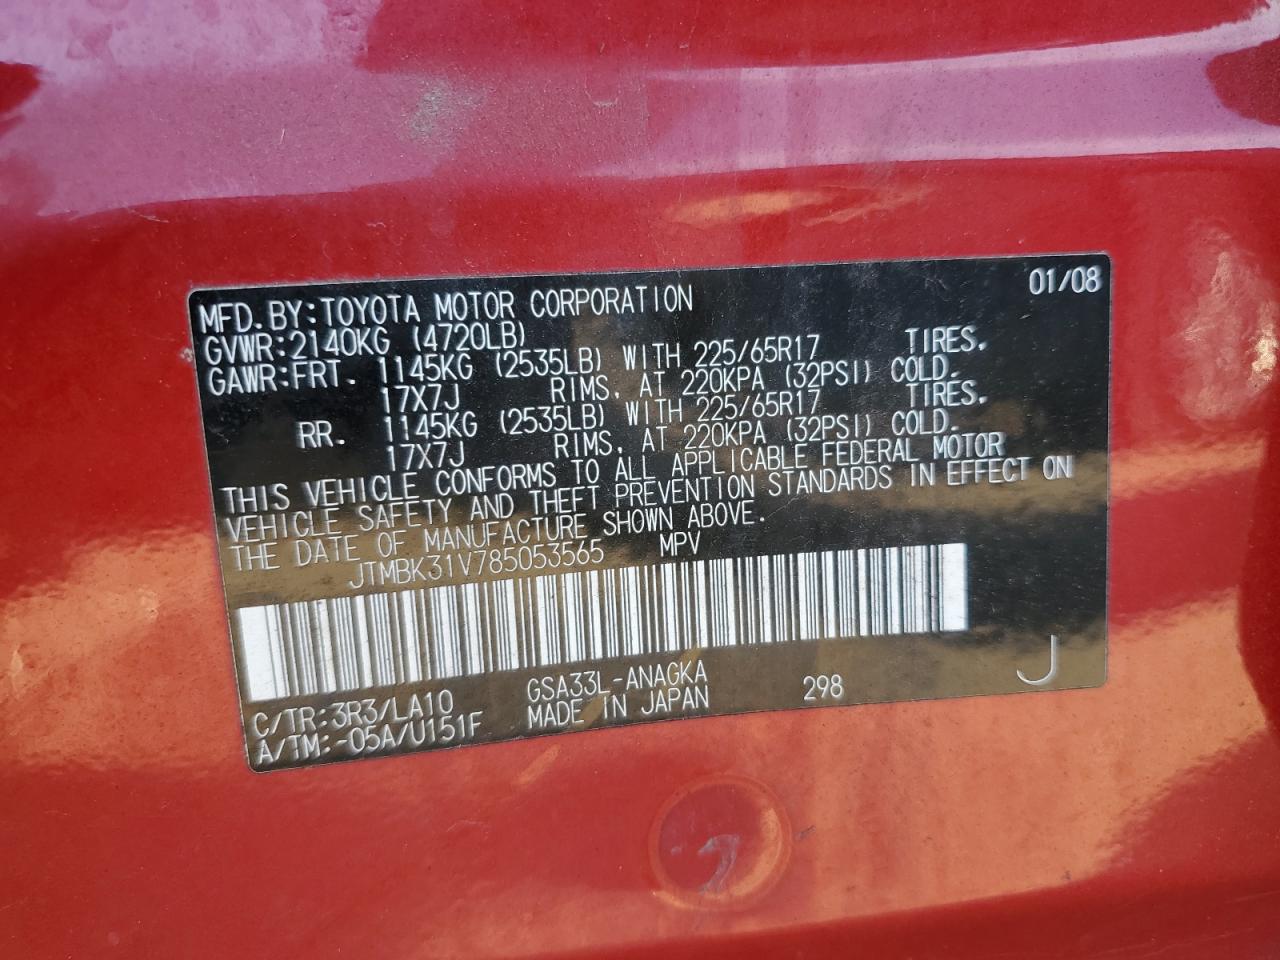 01/08
MFD.BY:TOYOTA MOTOR CORPORATION
GVWR:2140KG (4720LB)
GAWR:FRT. 1145KG (2535LB) WITH 225/65R17 TIRES.
17X7J RIMS, AT 220KPA (32PSI) COLD.
RR. 1145KG (2535LB) WITH 225/65R17 TIRES.
17X7J RIMS, AT 220KPA (32PSI) COLD.
THIS VEHICLE CONFORMS TO ALL APPLICABLE FEDERAL MOTOR
VEHICLE SAFETY AND THEFT PREVENTION STANDARDS IN EFFECT ON
THE DATE OF MANUFACTURE SHOWN ABOVE.
JTMBK31V785053565 MPV
C/TR:3R3/LA10 GSA33L-ANAGKA 298 J
A/TM:-05A/U151F MADE IN JAPAN